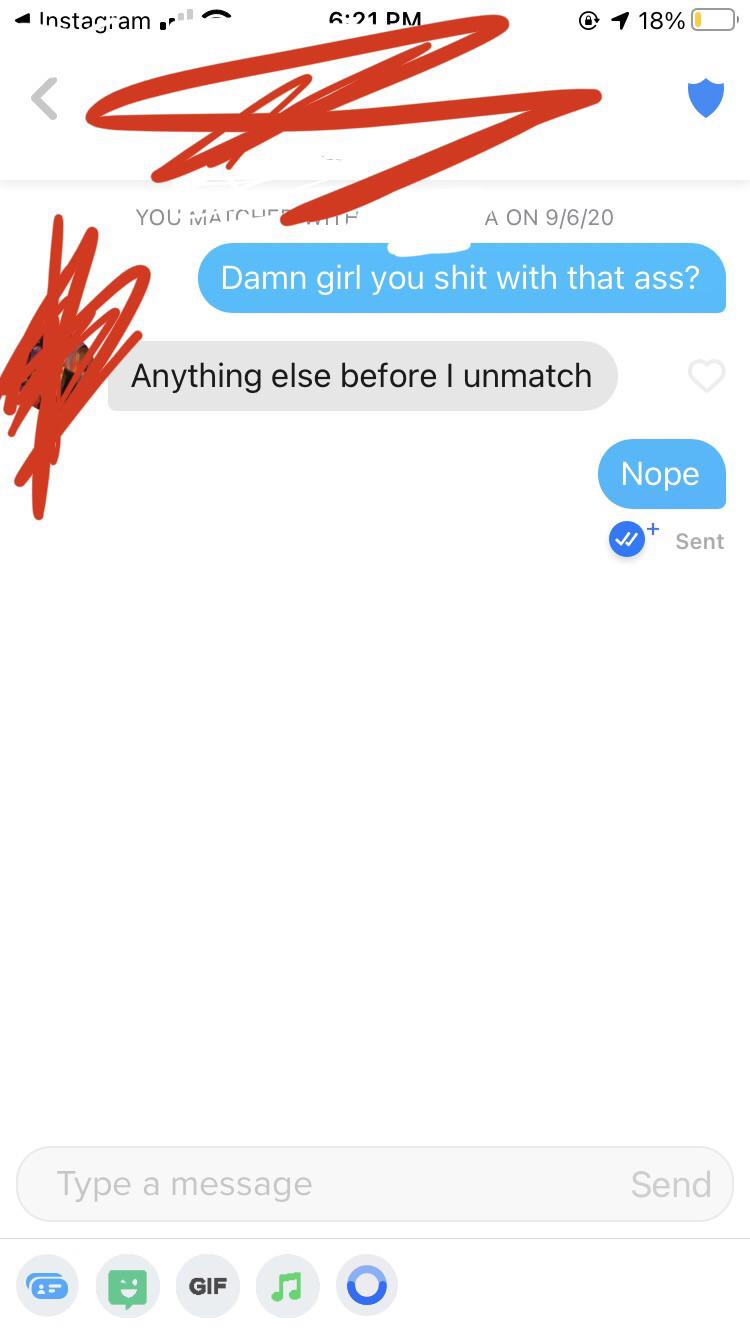 Instagram 6:21 PM 18%
YOU MATCHED WITH A ON 9/6/20
Damn girl you shit with that ass?
Anything else before I unmatch
Nope
Sent
Type a message Send
GIF